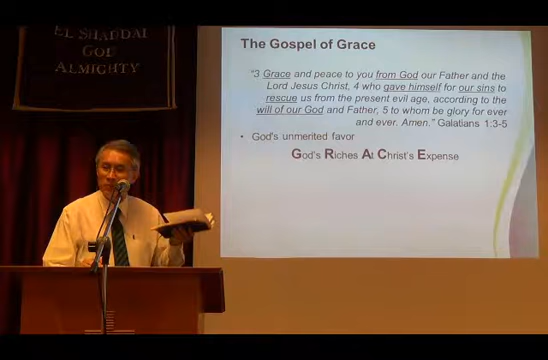 EL SHADDAI
GOD
ALMIGHTY
The Gospel of Grace
"3 Grace and peace to you from God our Father and the
Lord Jesus Christ, 4 who gave himself for our sins to
rescue us from the present evil age, according to the
will of our God and Father, 5 to whom be glory for ever
and ever. Amen." Galatians 1:3-5
• God's unmerited favor
God's Riches At Christ's Expense